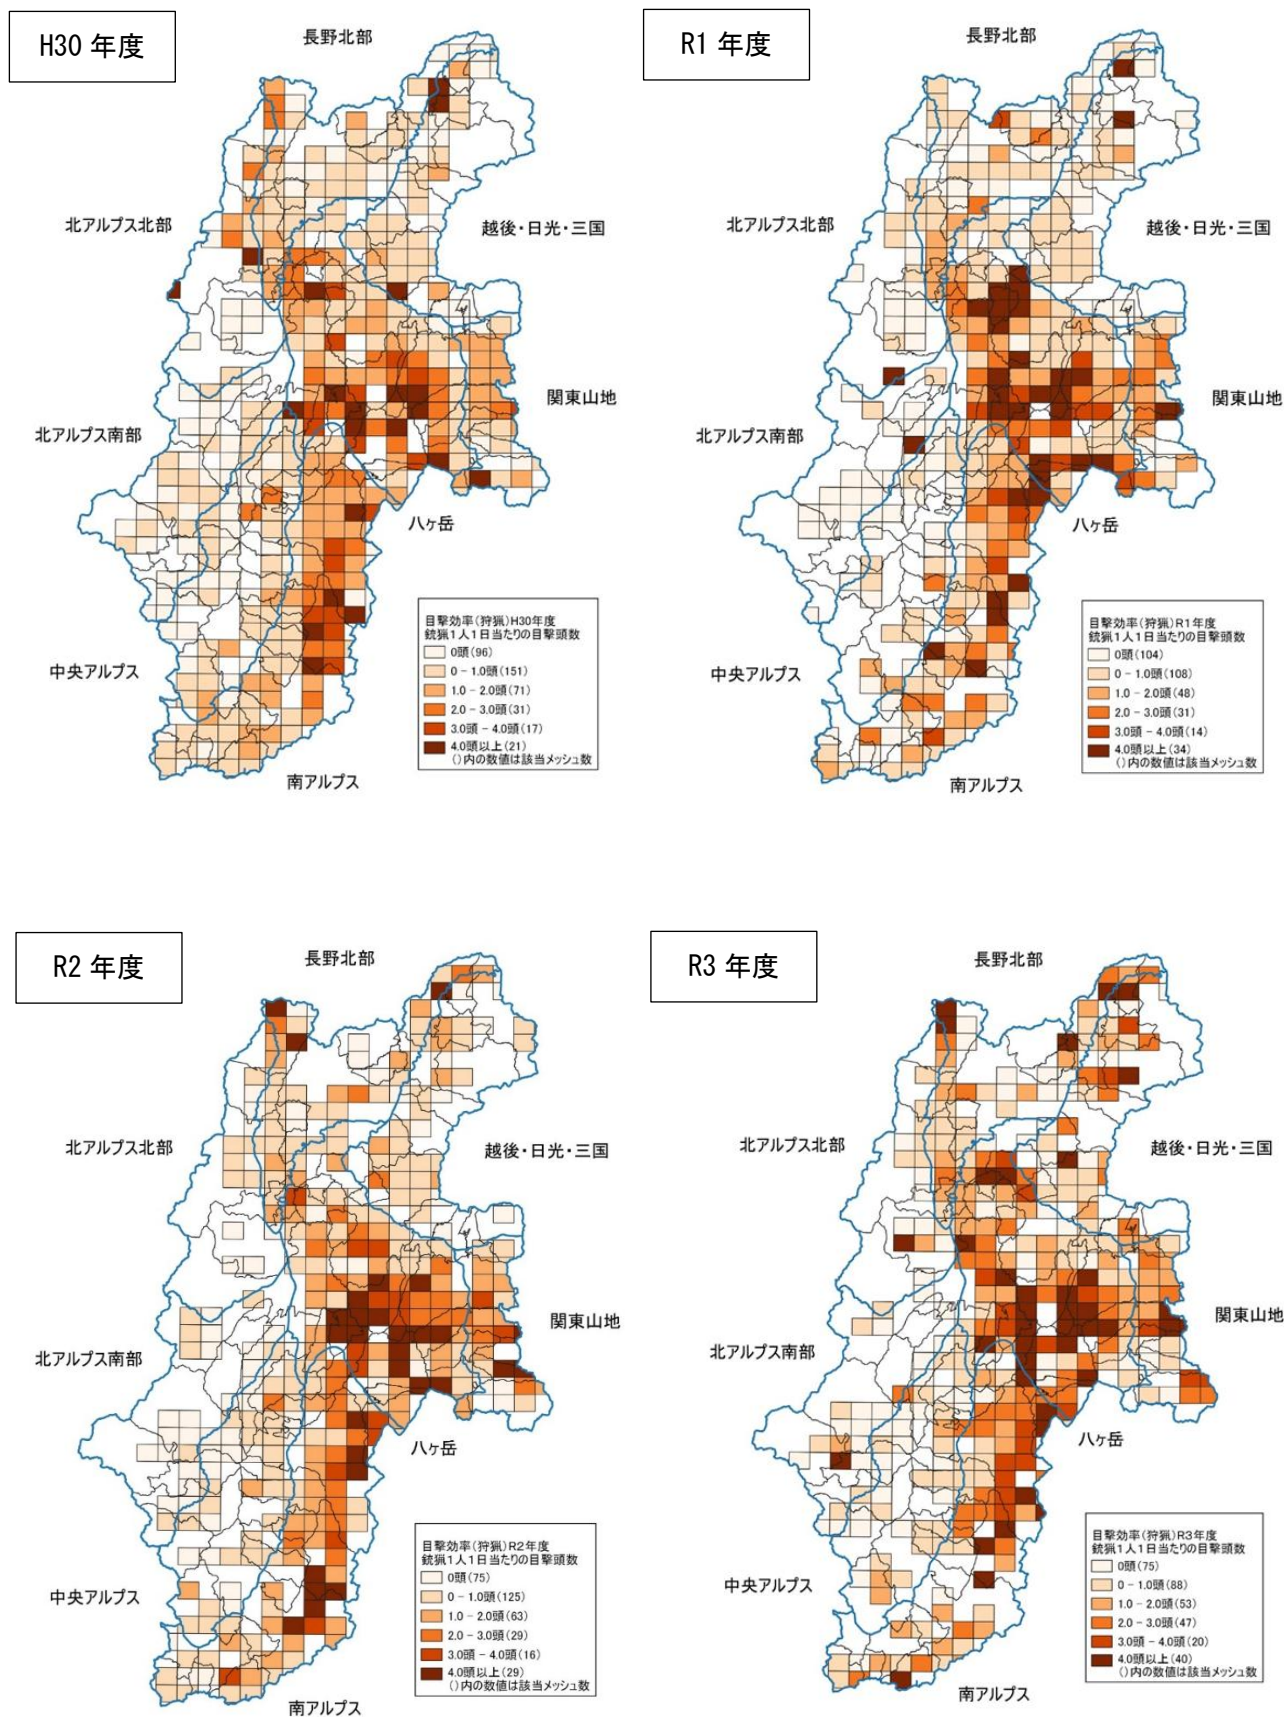 H30 年度
長野北部
北アルプス北部
越後・日光・三国
関東山地
北アルプス南部
八ヶ岳
中央アルプス
南アルプス
目撃効率(狩猟)H30年度
銃猟1人1日当たりの目撃頭数
0頭(96)
0 - 1.0頭(151)
1.0 - 2.0頭(71)
2.0 - 3.0頭(31)
3.0頭 - 4.0頭(17)
4.0頭以上(21)
()内の数値は該当メッシュ数
R1 年度
長野北部
北アルプス北部
越後・日光・三国
関東山地
北アルプス南部
八ヶ岳
中央アルプス
南アルプス
目撃効率(狩猟)R1年度
銃猟1人1日当たりの目撃頭数
0頭(104)
0 - 1.0頭(108)
1.0 - 2.0頭(48)
2.0 - 3.0頭(31)
3.0頭 - 4.0頭(14)
4.0頭以上(34)
()内の数値は該当メッシュ数
R2 年度
長野北部
北アルプス北部
越後・日光・三国
関東山地
北アルプス南部
八ヶ岳
中央アルプス
南アルプス
目撃効率(狩猟)R2年度
銃猟1人1日当たりの目撃頭数
0頭(75)
0 - 1.0頭(125)
1.0 - 2.0頭(63)
2.0 - 3.0頭(29)
3.0頭 - 4.0頭(16)
4.0頭以上(29)
()内の数値は該当メッシュ数
R3 年度
長野北部
北アルプス北部
越後・日光・三国
関東山地
北アルプス南部
八ヶ岳
中央アルプス
南アルプス
目撃効率(狩猟)R3年度
銃猟1人1日当たりの目撃頭数
0頭(75)
0 - 1.0頭(88)
1.0 - 2.0頭(53)
2.0 - 3.0頭(47)
3.0頭 - 4.0頭(20)
4.0頭以上(40)
()内の数値は該当メッシュ数